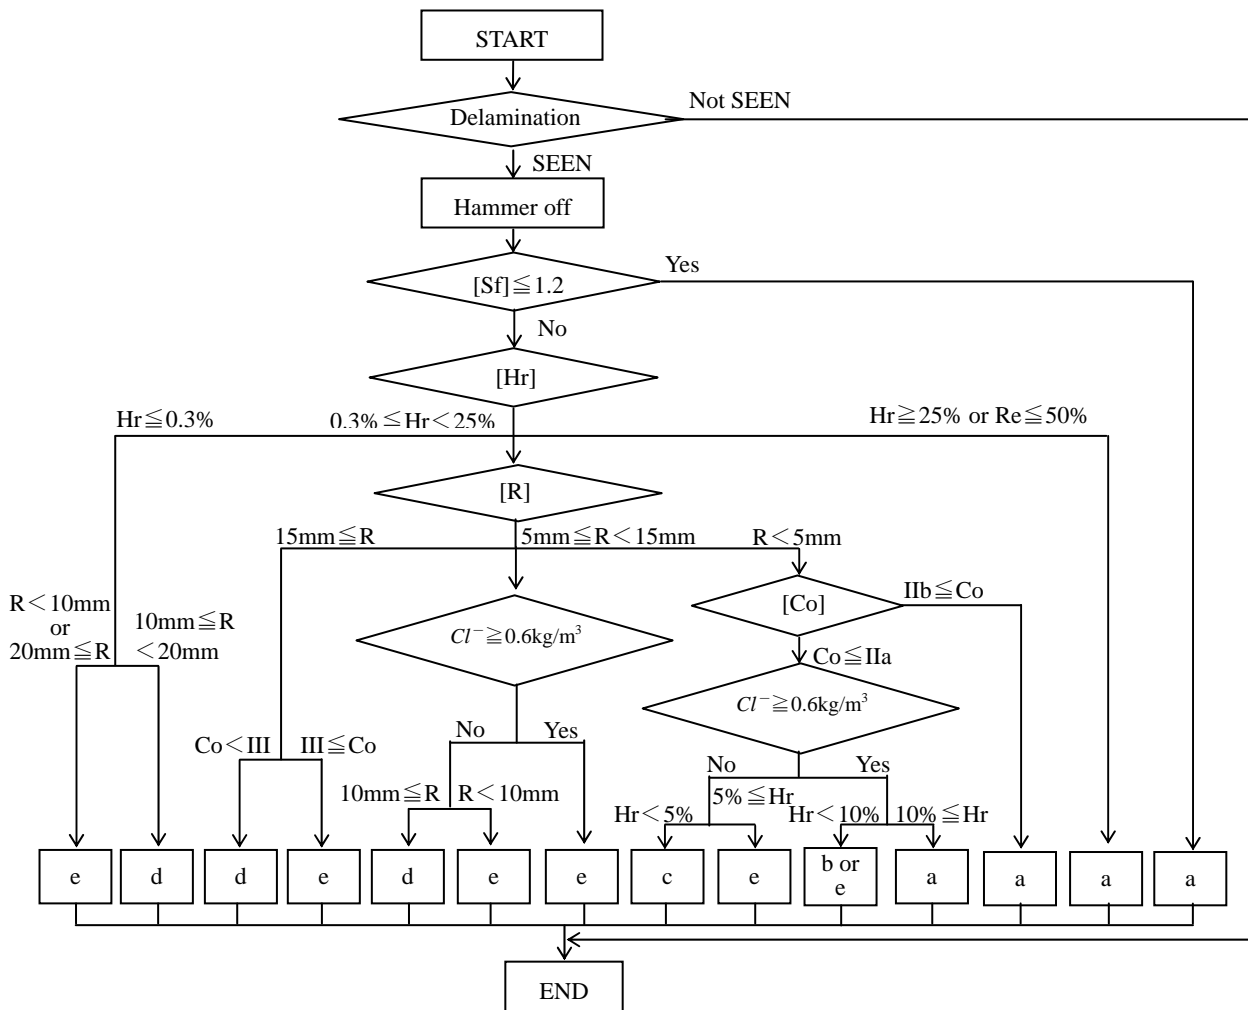 START
Delamination
Not SEEN
SEEN
Hammer off
[Sf]≦1.2
Yes
No
[Hr]
Hr≦0.3%
0.3%≦Hr<25%
Hr≧25% or Re≦50%
[R]
15mm≦R
5mm≦R<15mm
R<5mm
R<10mm
or
20mm≦R
10mm≦R
<20mm
Cl⁻≧0.6kg/m³
[Co]
IIb≦Co
Co≦IIa
Cl⁻≧0.6kg/m³
Co<III
III≦Co
No
Yes
10mm≦R
R<10mm
No
Yes
Hr<5%
5%≦Hr
Hr<10%
10%≦Hr
e
d
d
e
d
e
e
c
e
b or
e
a
a
a
a
END